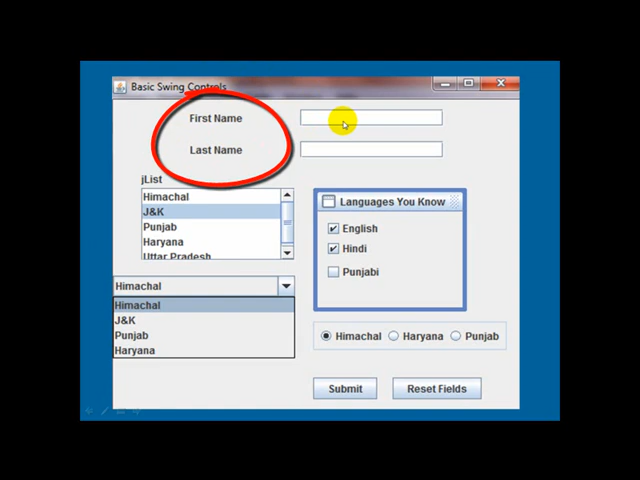 Basic Swing Controls
First Name
Last Name
jList
Himachal
J&K
Punjab
Haryana
Uttar Pradesh
Languages You Know
English
Hindi
Punjabi
Himachal
Himachal
J&K
Punjab
Haryana
Himachal Haryana Punjab
Submit Reset Fields